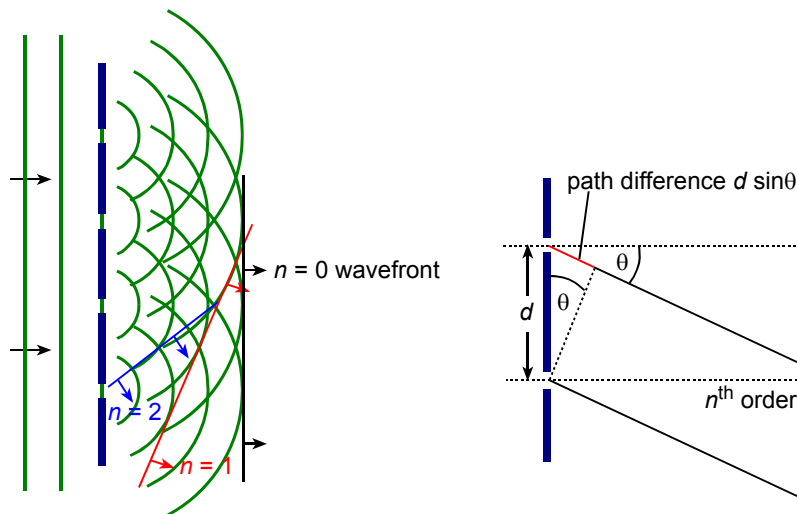 n = 0 wavefront
n = 2
n = 1
path difference d sinθ
θ
θ
d
nth order